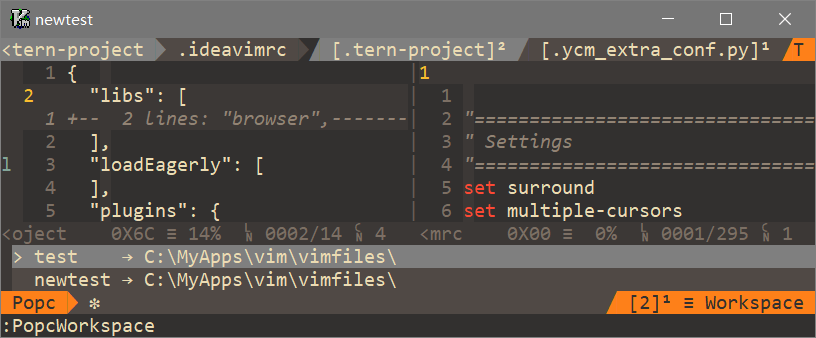 newtest
<tern-project .ideavimrc [.tern-project]² [.ycm_extra_conf.py]¹ T
1 {
2 "libs": [
1 +-- 2 lines: "browser",-------
2 ],
l 3 "loadEagerly": [
4 ],
5 "plugins": {
<oject 0X6C ≡ 14% LN 0002/14 CN 4
1
1
2 "================================
3 " Settings
4 "================================
5 set surround
6 set multiple-cursors
<mrc 0X00 ≡ 0% LN 0001/295 CN 1
> test → C:\MyApps\vim\vimfiles\
newtest → C:\MyApps\vim\vimfiles\
Popc ✼ [2]¹ ≡ Workspace
:PopcWorkspace